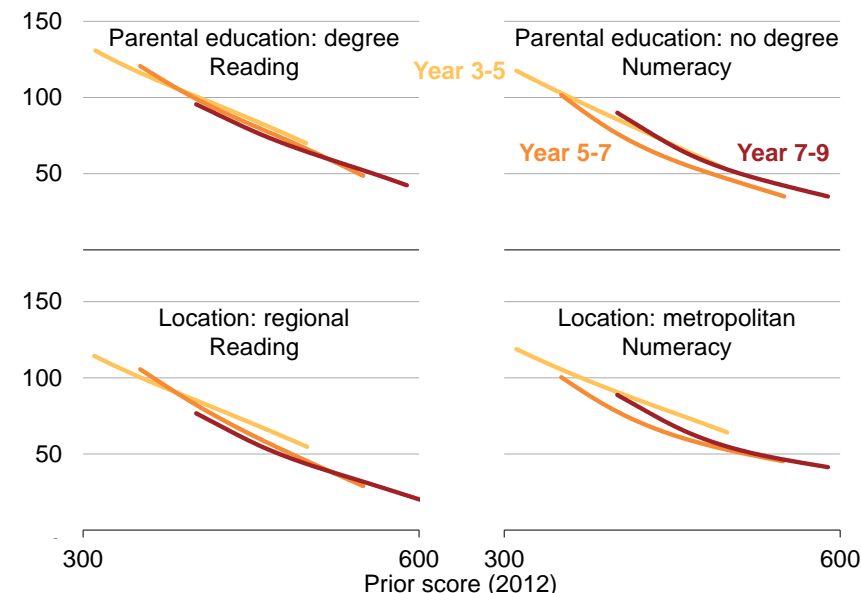 150
100
50
Parental education: degree
Reading
Year 3-5
Parental education: no degree
Numeracy
Year 5-7
Year 7-9
150
100
50
-
Location: regional
Reading
Location: metropolitan
Numeracy
300
600
300
600
Prior score (2012)